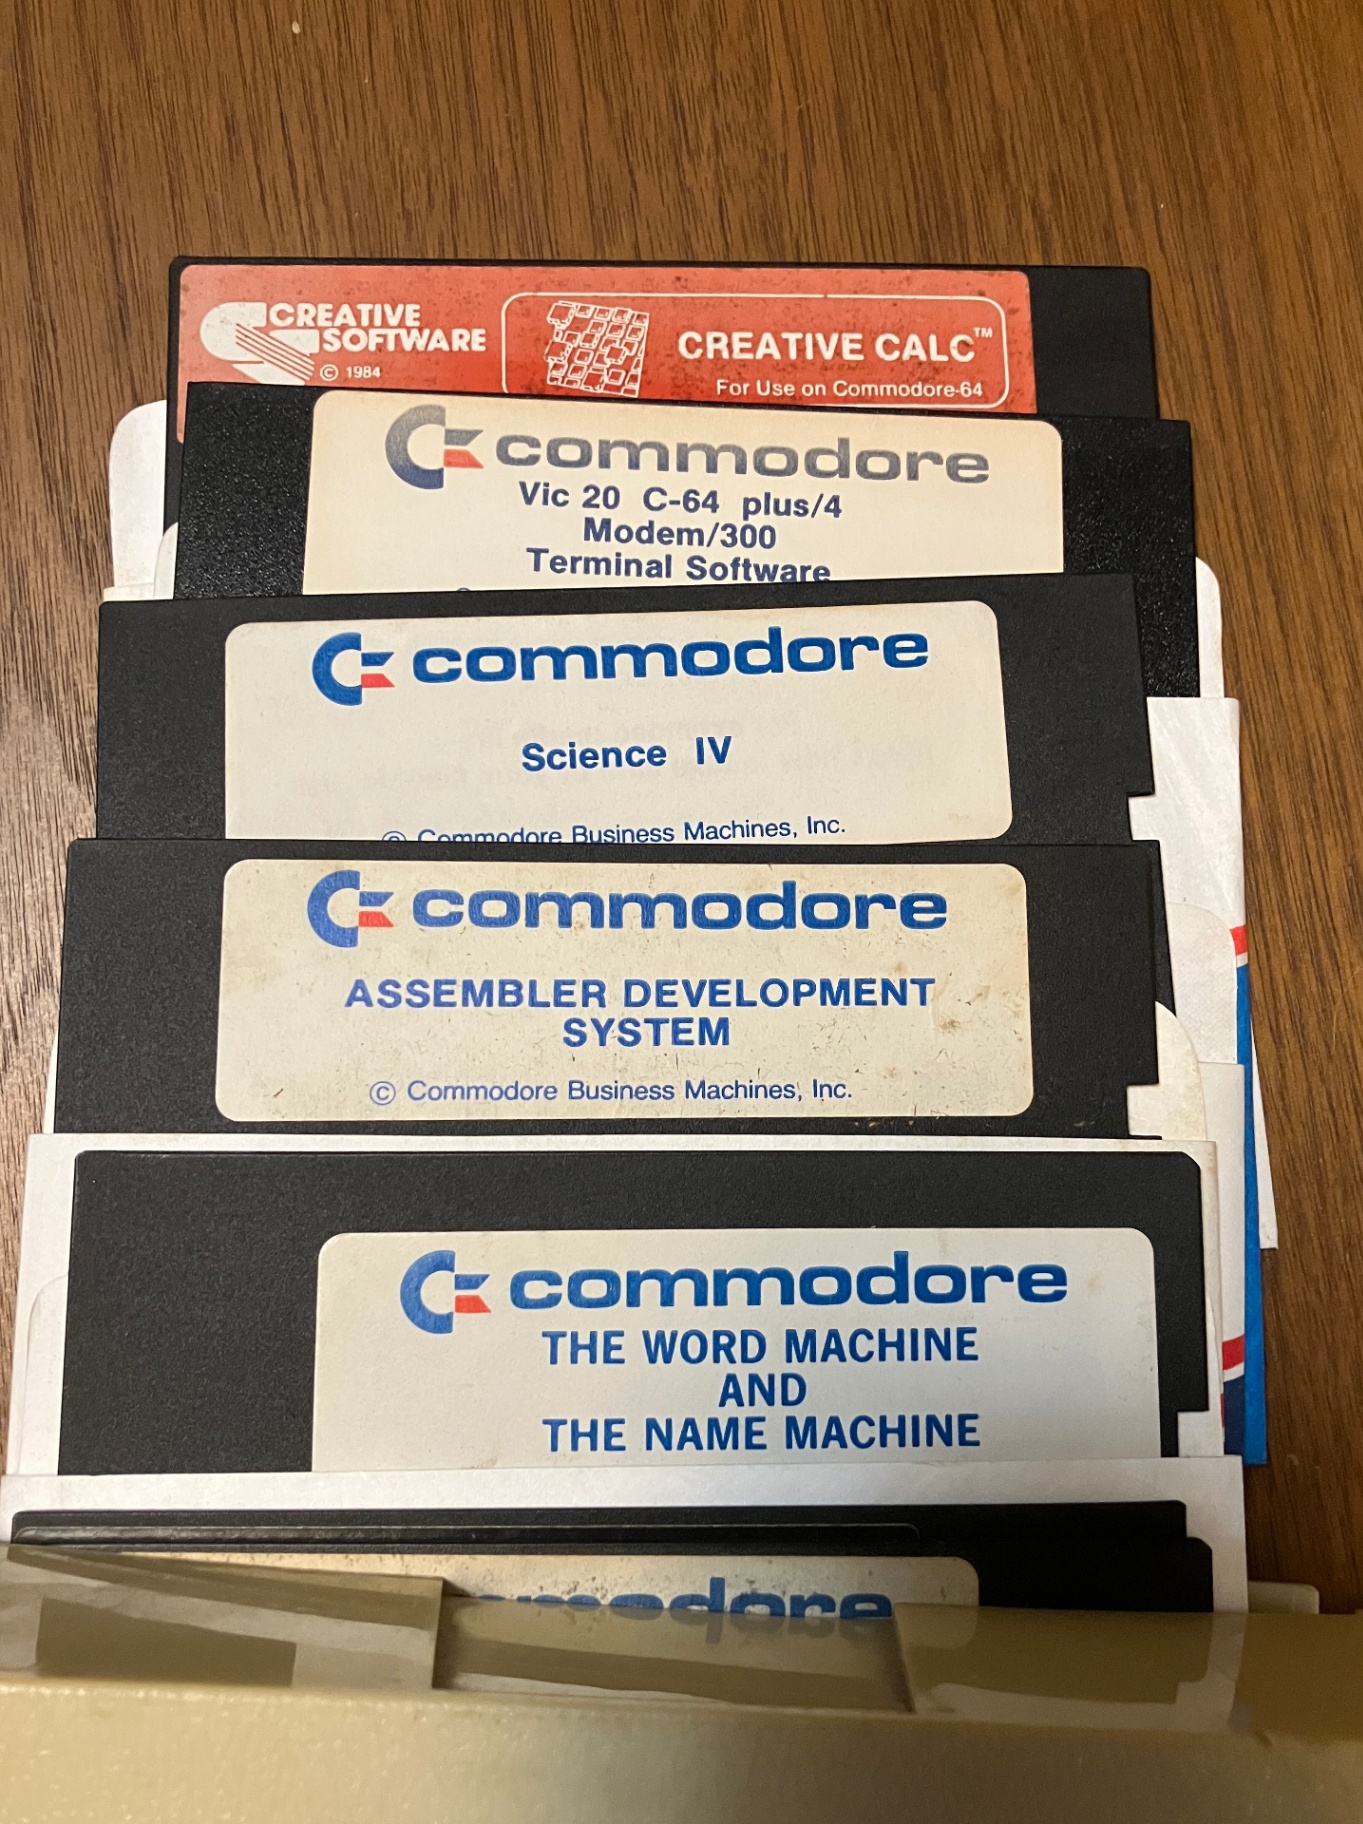 CREATIVE
SOFTWARE
© 1984
CREATIVE CALC™
For Use on Commodore-64
commodore
Vic 20 C-64 plus/4
Modem/300
Terminal Software
commodore
Science IV
© Commodore Business Machines, Inc.
commodore
ASSEMBLER DEVELOPMENT
SYSTEM
© Commodore Business Machines, Inc.
commodore
THE WORD MACHINE
AND
THE NAME MACHINE
commodore